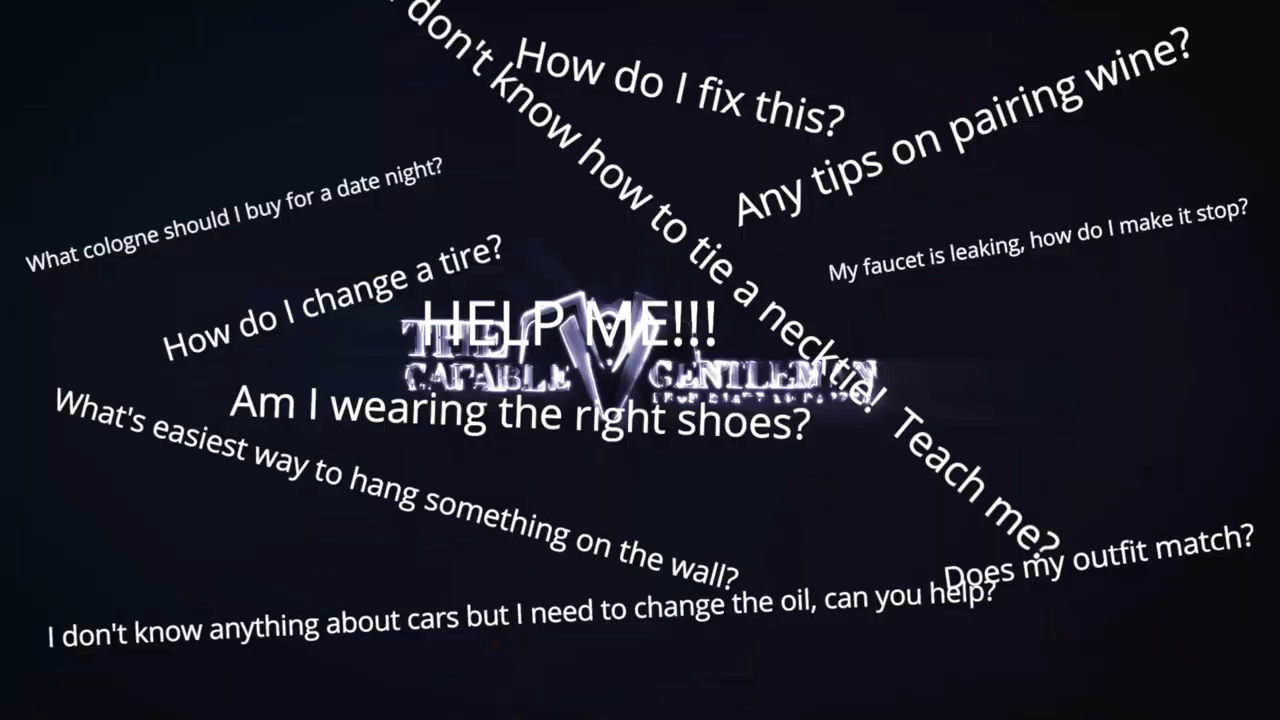 I don't know how to tie a necktie! Teach me?
How do I fix this?
Any tips on pairing wine?
What cologne should I buy for a date night?
My faucet is leaking, how do I make it stop?
How do I change a tire?
HELP ME!!!
THE
CAPABLE GENTLEMEN
Am I wearing the right shoes?
What's easiest way to hang something on the wall?
Does my outfit match?
I don't know anything about cars but I need to change the oil, can you help?